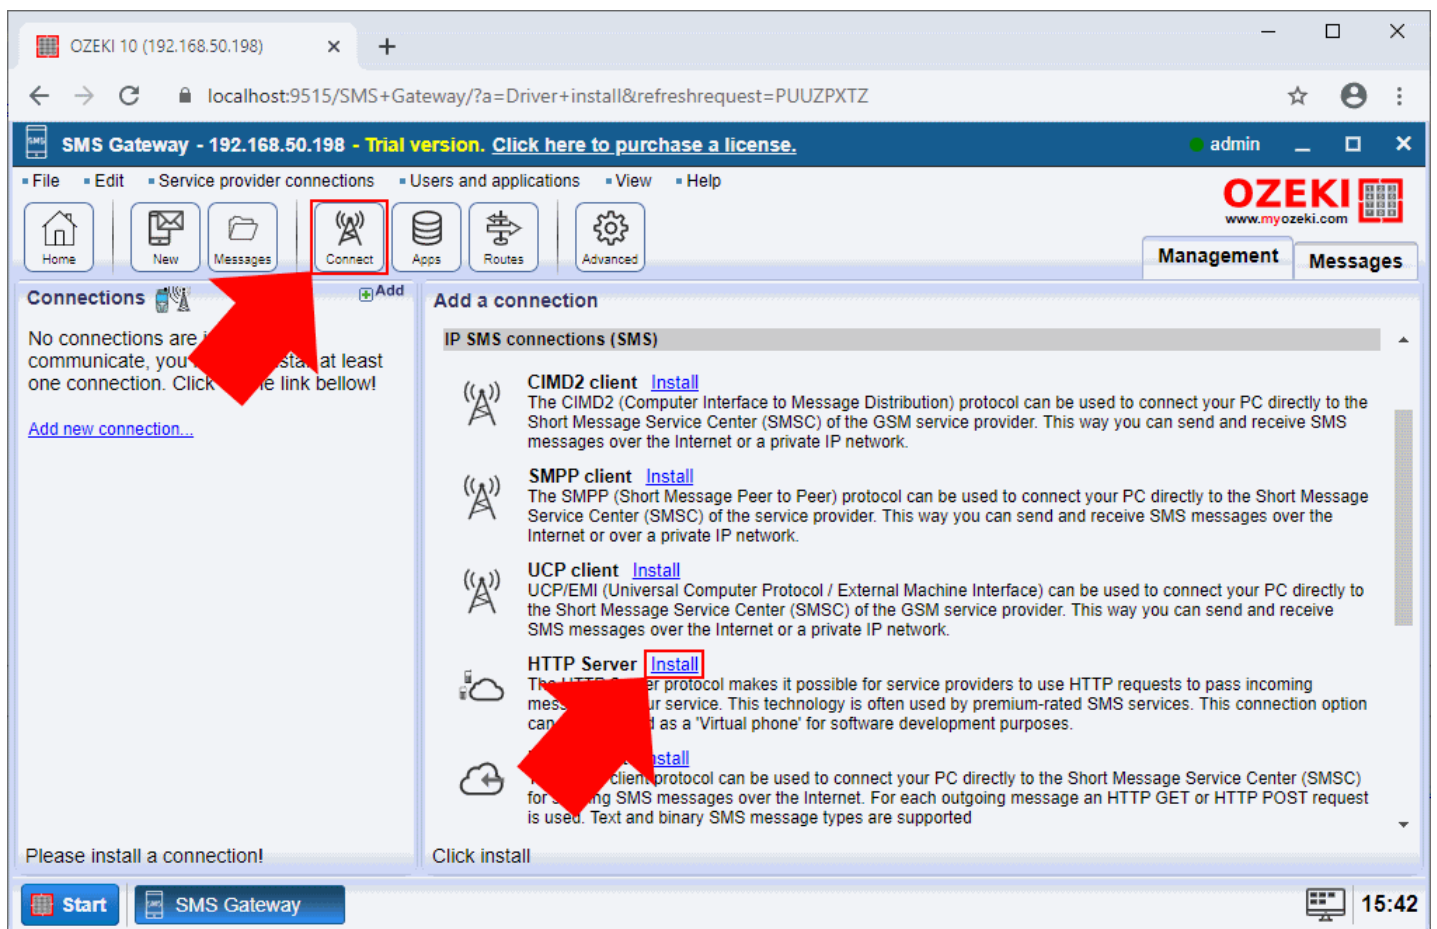 OZEKI 10 (192.168.50.198)
localhost:9515/SMS+Gateway/?a=Driver+install&refreshrequest=PUUZPXTZ
SMS Gateway - 192.168.50.198 - Trial version. Click here to purchase a license.
admin
File Edit Service provider connections Users and applications View Help
OZEKI
www.myozeki.com
Home New Messages Connect Apps Routes Advanced
Management Messages
Connections Add
No connections are
communicate, you at least
one connection. Click link bellow!
Add new connection...
Please install a connection!
Add a connection
IP SMS connections (SMS)
CIMD2 client Install
The CIMD2 (Computer Interface to Message Distribution) protocol can be used to connect your PC directly to the
Short Message Service Center (SMSC) of the GSM service provider. This way you can send and receive SMS
messages over the Internet or a private IP network.
SMPP client Install
The SMPP (Short Message Peer to Peer) protocol can be used to connect your PC directly to the Short Message
Service Center (SMSC) of the service provider. This way you can send and receive SMS messages over the
Internet or over a private IP network.
UCP client Install
UCP/EMI (Universal Computer Protocol / External Machine Interface) can be used to connect your PC directly to
the Short Message Service Center (SMSC) of the GSM service provider. This way you can send and receive
SMS messages over the Internet or a private IP network.
HTTP Server Install
The HTTP protocol makes it possible for service providers to use HTTP requests to pass incoming
service. This technology is often used by premium-rated SMS services. This connection option
can as a 'Virtual phone' for software development purposes.
Install
client protocol can be used to connect your PC directly to the Short Message Service Center (SMSC)
for SMS messages over the Internet. For each outgoing message an HTTP GET or HTTP POST request
is used. Text and binary SMS message types are supported
Click install
Start SMS Gateway 15:42